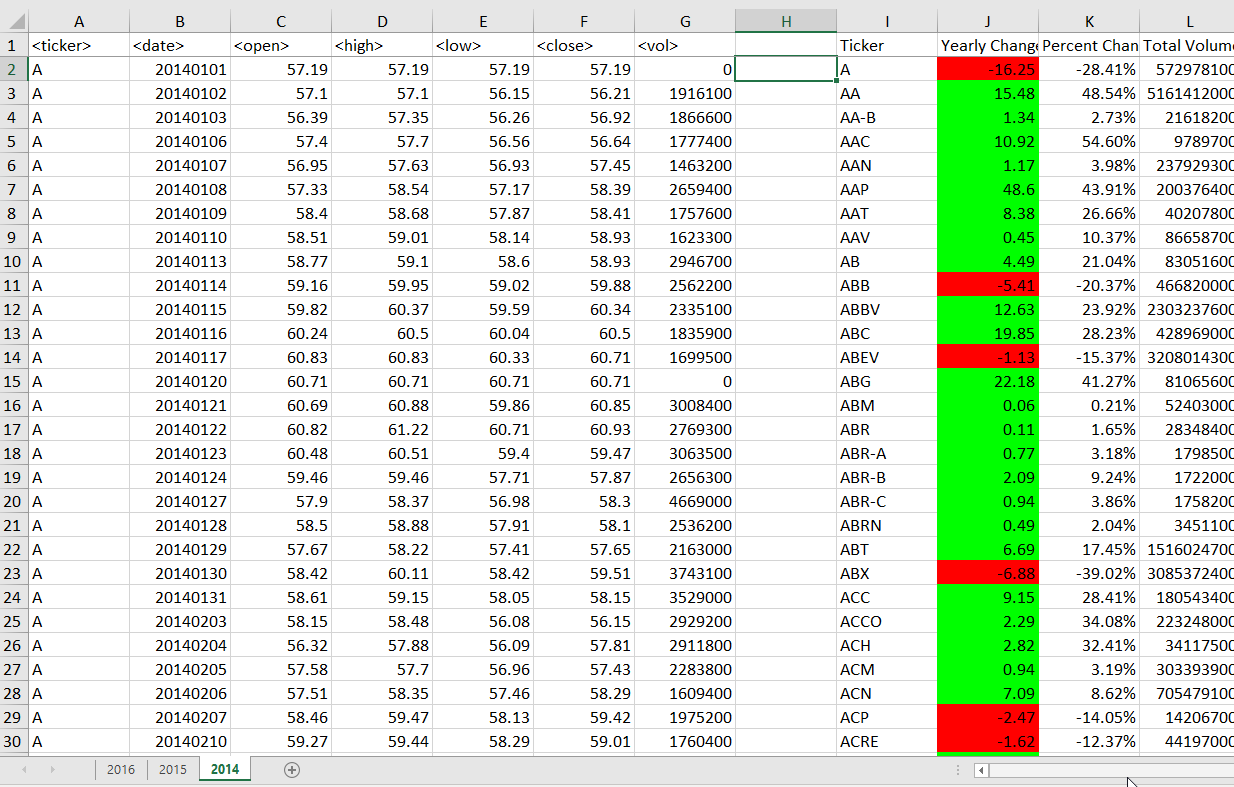 A B C D E F G H I J K L
1 <ticker> <date> <open> <high> <low> <close> <vol> Ticker Yearly Change Percent Chan Total Volum
2 A 20140101 57.19 57.19 57.19 57.19 0 A -16.25 -28.41% 572978100
3 A 20140102 57.1 57.1 56.15 56.21 1916100 AA 15.48 48.54% 5161412000
4 A 20140103 56.39 57.35 56.26 56.92 1866600 AA-B 1.34 2.73% 21618200
5 A 20140106 57.4 57.7 56.56 56.64 1777400 AAC 10.92 54.60% 9789700
6 A 20140107 56.95 57.63 56.93 57.45 1463200 AAN 1.17 3.98% 237929300
7 A 20140108 57.33 58.54 57.17 58.39 2659400 AAP 48.6 43.91% 200376400
8 A 20140109 58.4 58.68 57.87 58.41 1757600 AAT 8.38 26.66% 40207800
9 A 20140110 58.51 59.01 58.14 58.93 1623300 AAV 0.45 10.37% 86658700
10 A 20140113 58.77 59.1 58.6 58.93 2946700 AB 4.49 21.04% 83051600
11 A 20140114 59.16 59.95 59.02 59.88 2562200 ABB -5.41 -20.37% 466820000
12 A 20140115 59.82 60.37 59.59 60.34 2335100 ABBV 12.63 23.92% 2303237600
13 A 20140116 60.24 60.5 60.04 60.5 1835900 ABC 19.85 28.23% 428969000
14 A 20140117 60.83 60.83 60.33 60.71 1699500 ABEV -1.13 -15.37% 3208014300
15 A 20140120 60.71 60.71 60.71 60.71 0 ABG 22.18 41.27% 81065600
16 A 20140121 60.69 60.88 59.86 60.85 3008400 ABM 0.06 0.21% 52403000
17 A 20140122 60.82 61.22 60.71 60.93 2769300 ABR 0.11 1.65% 28348400
18 A 20140123 60.48 60.51 59.4 59.47 3063500 ABR-A 0.77 3.18% 1798500
19 A 20140124 59.46 59.46 57.71 57.87 2656300 ABR-B 2.09 9.24% 1722000
20 A 20140127 57.9 58.37 56.98 58.3 4669000 ABR-C 0.94 3.86% 1758200
21 A 20140128 58.5 58.88 57.91 58.1 2536200 ABRN 0.49 2.04% 3451100
22 A 20140129 57.67 58.22 57.41 57.65 2163000 ABT 6.69 17.45% 1516024700
23 A 20140130 58.42 60.11 58.42 59.51 3743100 ABX -6.88 -39.02% 3085372400
24 A 20140131 58.61 59.15 58.05 58.15 3529000 ACC 9.15 28.41% 180543400
25 A 20140203 58.15 58.48 56.08 56.15 2929200 ACCO 2.29 34.08% 223248000
26 A 20140204 56.32 57.88 56.09 57.81 2911800 ACH 2.82 32.41% 34117500
27 A 20140205 57.58 57.7 56.96 57.43 2283800 ACM 0.94 3.19% 303393900
28 A 20140206 57.51 58.35 57.46 58.29 1609400 ACN 7.09 8.62% 705479100
29 A 20140207 58.46 59.47 58.13 59.42 1975200 ACP -2.47 -14.05% 14206700
30 A 20140210 59.27 59.44 58.29 59.01 1760400 ACRE -1.62 -12.37% 44197000
2016 2015 2014